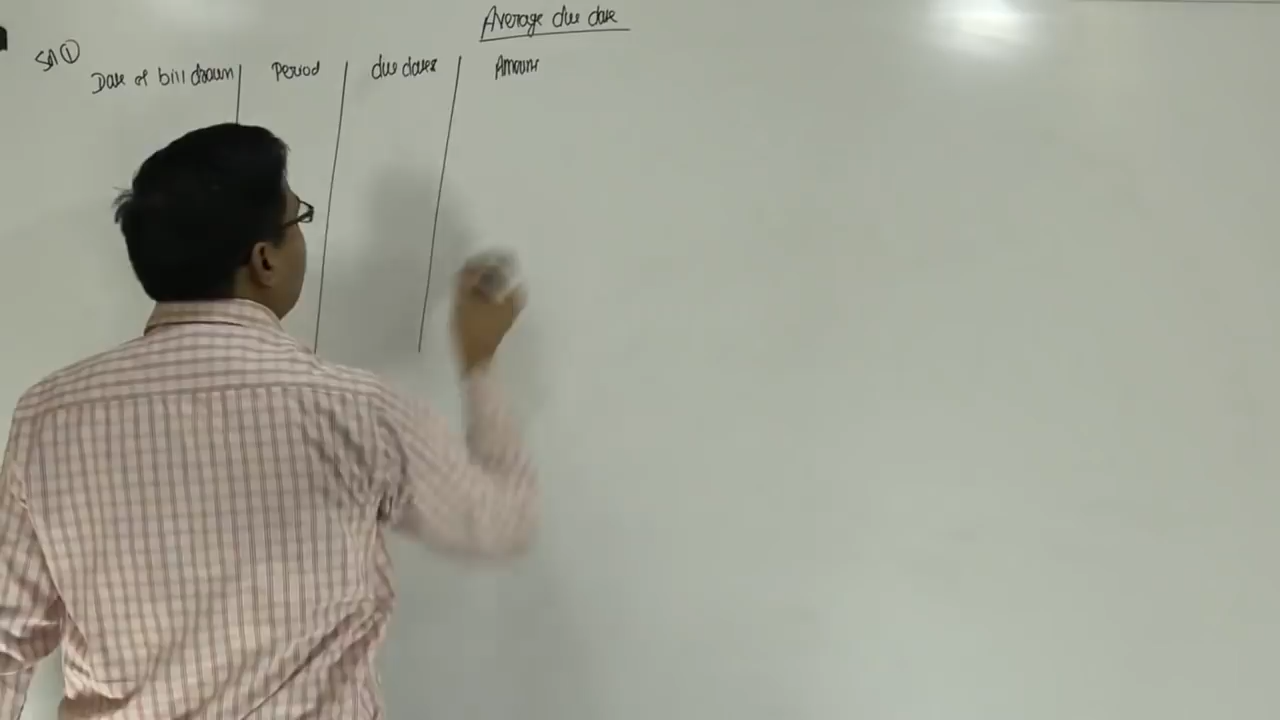 Average due date
Sn ①
Date of bill drawn Period due dates Amount